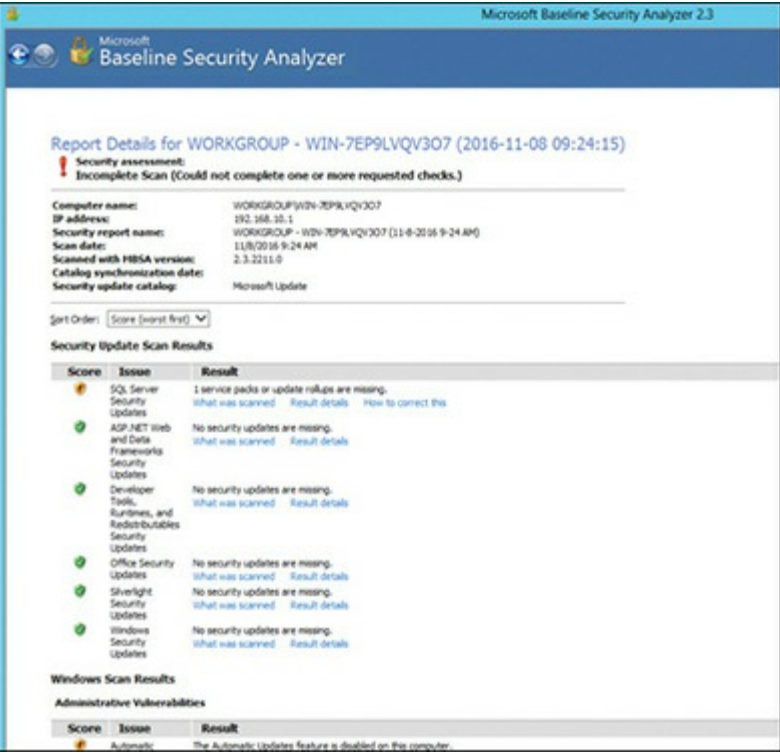 Microsoft Baseline Security Analyzer 2.3
Microsoft
Baseline Security Analyzer
Report Details for WORKGROUP - WIN-7EP9LVQV3O7 (2016-11-08 09:24:15)
Security assessment:
Incomplete Scan (Could not complete one or more requested checks.)
Computer name: WORKGROUP\WIN-7EP9LVQV3O7
IP address: 192.168.10.1
Security report name: WORKGROUP - WIN-7EP9LVQV3O7 (11-8-2016 9-24 AM)
Scan date: 11/8/2016 9:24 AM
Scanned with MBSA version: 2.3.2211.0
Catalog synchronization date:
Security update catalog: Microsoft Update
Sort Order: Score (worst first)
Security Update Scan Results
Score Issue Result
SQL Server 1 service packs or update rollups are missing.
Security What was scanned Result details How to correct this
Updates
ASP.NET Web No security updates are missing.
and Data What was scanned Result details
Frameworks
Security
Updates
Developer No security updates are missing.
Tools, What was scanned Result details
Runtimes, and
Redistributables
Security
Updates
Office Security No security updates are missing.
Updates What was scanned Result details
Silverlight No security updates are missing.
Security What was scanned Result details
Updates
Windows No security updates are missing.
Security What was scanned Result details
Updates
Windows Scan Results
Administrative Vulnerabilities
Score Issue Result
Automatic The Automatic Updates feature is disabled on this computer.